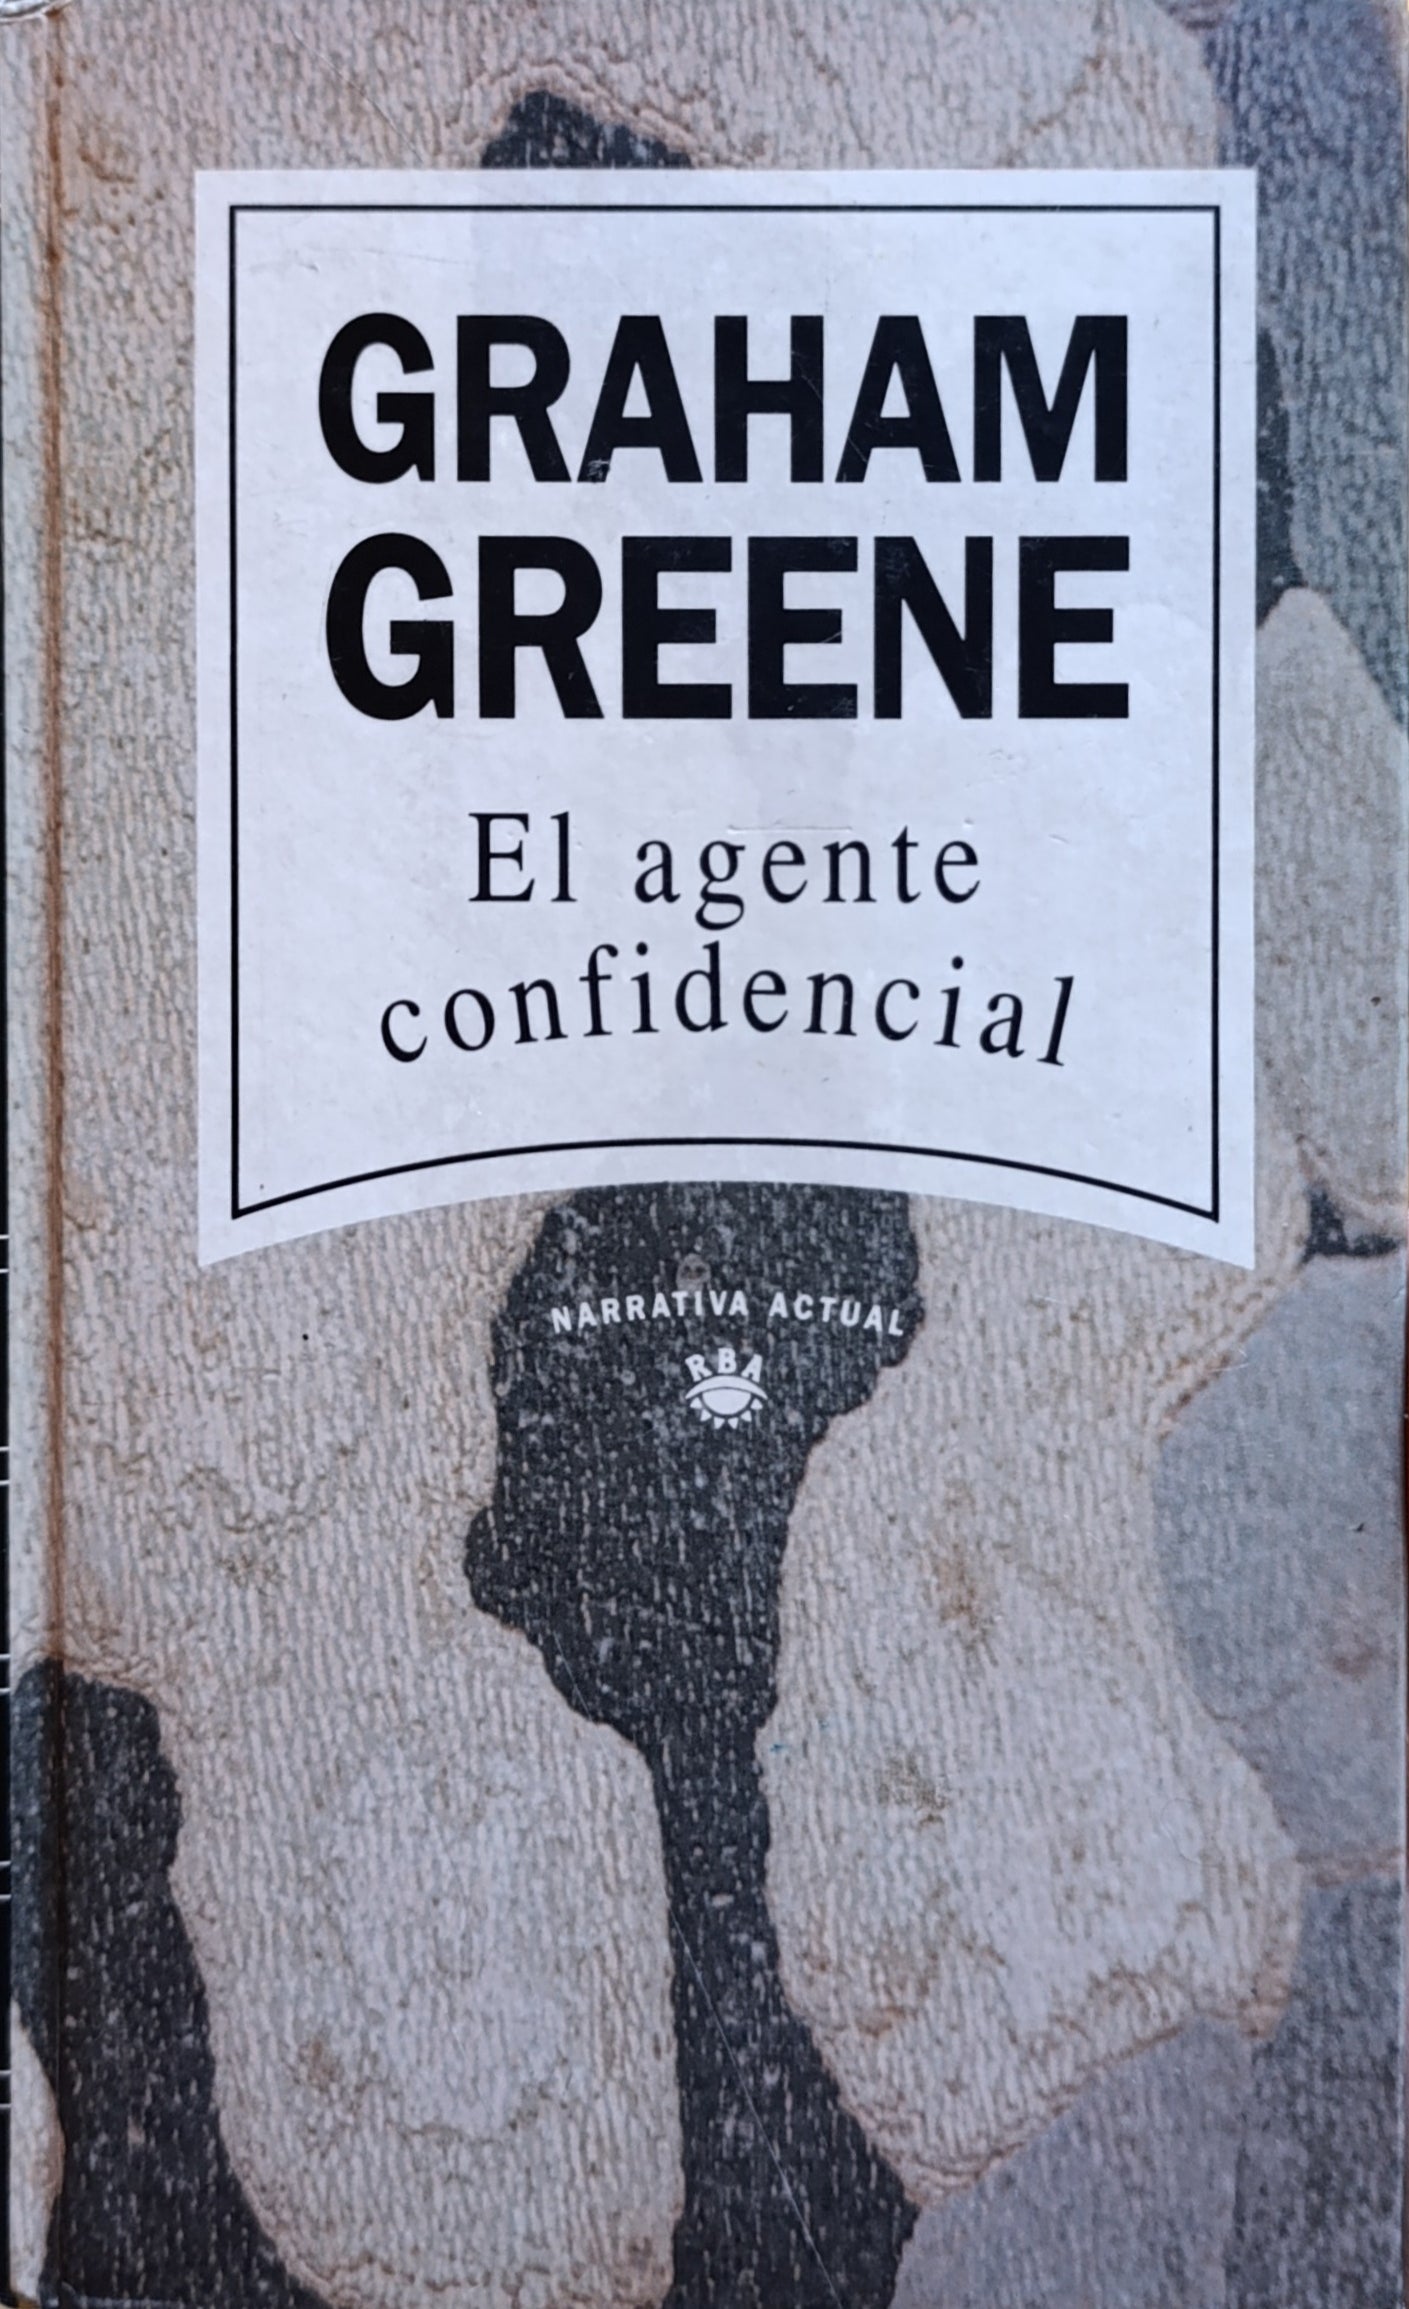 GRAHAM
GREENE
El agente
confidencial
NARRATIVA ACTUAL
RBA